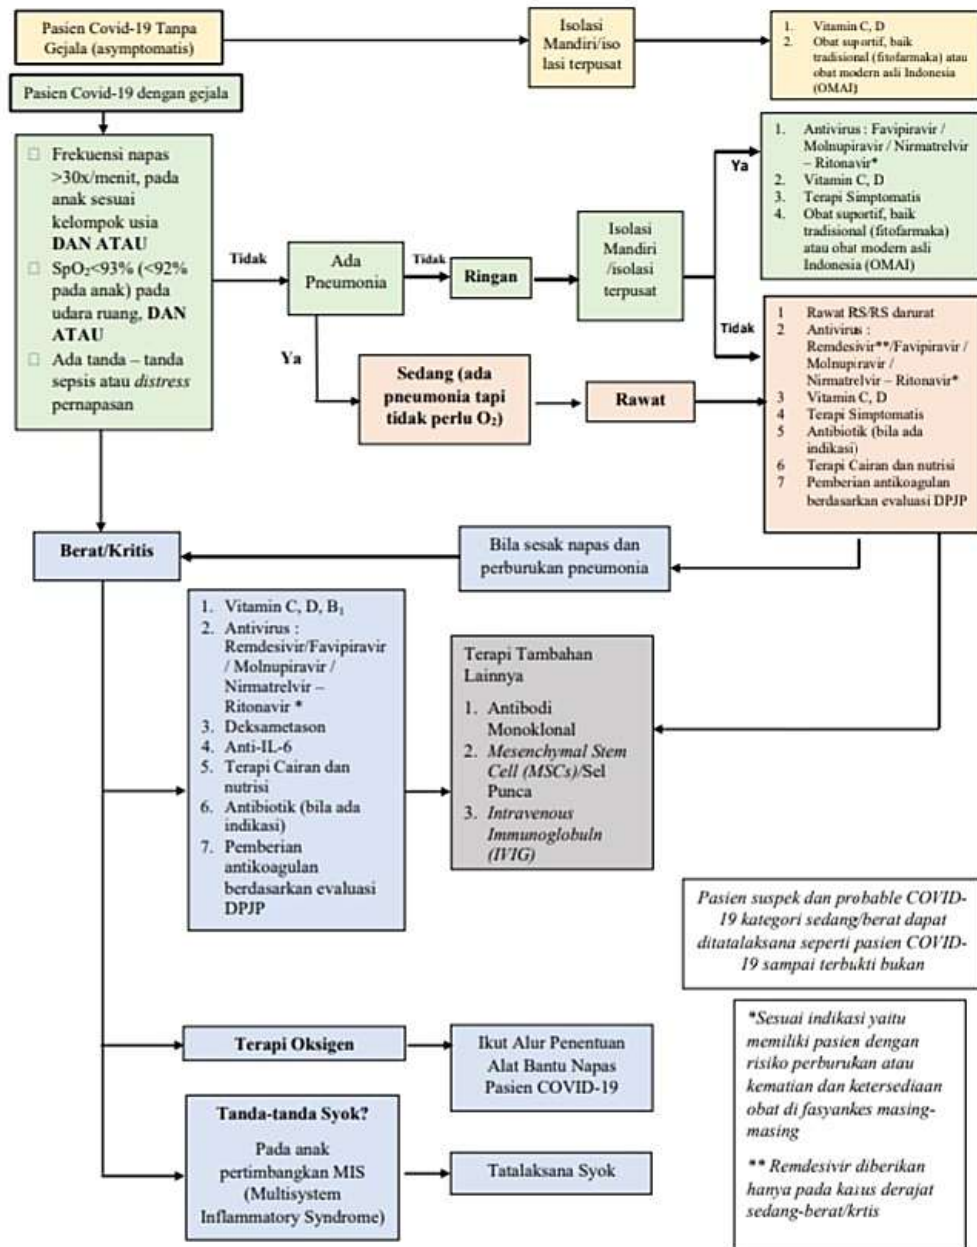 Pasien Covid-19 Tanpa
Gejala (asymptomatis)
Isolasi
Mandiri/iso
lasi terpusat
1. Vitamin C, D
2. Obat suportif, baik
tradisional (fitofarmaka) atau
obat modern asli Indonesia
(OMAI)
Pasien Covid-19 dengan gejala
☐ Frekuensi napas
>30x/menit, pada
anak sesuai
kelompok usia
DAN ATAU
☐ SpO₂<93% (<92%
pada anak) pada
udara ruang, DAN
ATAU
☐ Ada tanda – tanda
sepsis atau distress
pernapasan
Tidak
Ada
Pneumonia
Tidak
Ringan
Isolasi
Mandiri
/isolasi
terpusat
Ya
1. Antivirus : Favipiravir /
Molnupiravir / Nirmatrelvir
– Ritonavir*
2. Vitamin C, D
3. Terapi Simptomatis
4. Obat suportif, baik
tradisional (fitofarmaka)
atau obat modern asli
Indonesia (OMAI)
Tidak
Ya
Sedang (ada
pneumonia tapi
tidak perlu O₂)
Rawat
1 Rawat RS/RS darurat
2 Antivirus :
Remdesivir**/Favipiravir /
Molnupiravir /
Nirmatrelvir – Ritonavir*
3 Vitamin C, D
4 Terapi Simptomatis
5 Antibiotik (bila ada
indikasi)
6 Terapi Cairan dan nutrisi
7 Pemberian antikoagulan
berdasarkan evaluasi DPJP
Berat/Kritis
Bila sesak napas dan
perburukan pneumonia
1. Vitamin C, D, B₁
2. Antivirus :
Remdesivir/Favipiravir
/ Molnupiravir /
Nirmatrelvir –
Ritonavir *
3. Deksametason
4. Anti-IL-6
5. Terapi Cairan dan
nutrisi
6. Antibiotik (bila ada
indikasi)
7. Pemberian
antikoagulan
berdasarkan evaluasi
DPJP
Terapi Tambahan
Lainnya
1. Antibodi
Monoklonal
2. Mesenchymal Stem
Cell (MSCs)/Sel
Punca
3. Intravenous
Immunoglobuln
(IVIG)
Pasien suspek dan probable COVID-
19 kategori sedang/berat dapat
ditatalaksana seperti pasien COVID-
19 sampai terbukti bukan
Terapi Oksigen
Ikut Alur Penentuan
Alat Bantu Napas
Pasien COVID-19
Tanda-tanda Syok?
Pada anak
pertimbangkan MIS
(Multisystem
Inflammatory Syndrome)
Tatalaksana Syok
*Sesuai indikasi yaitu
memiliki pasien dengan
risiko perburukan atau
kematian dan ketersediaan
obat di fasyankes masing-
masing
** Remdesivir diberikan
hanya pada kasus derajat
sedang-berat/krtis